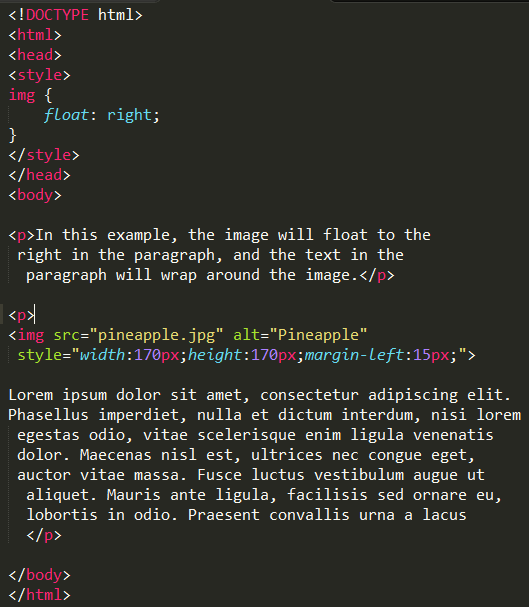 <!DOCTYPE html>
<html>
<head>
<style>
img {
    float: right;
}
</style>
</head>
<body>

<p>In this example, the image will float to the
 right in the paragraph, and the text in the
  paragraph will wrap around the image.</p>

<p>
<img src="pineapple.jpg" alt="Pineapple"
 style="width:170px;height:170px;margin-left:15px;">

Lorem ipsum dolor sit amet, consectetur adipiscing elit.
Phasellus imperdiet, nulla et dictum interdum, nisi lorem
 egestas odio, vitae scelerisque enim ligula venenatis
 dolor. Maecenas nisl est, ultrices nec congue eget,
 auctor vitae massa. Fusce luctus vestibulum augue ut
  aliquet. Mauris ante ligula, facilisis sed ornare eu,
  lobortis in odio. Praesent convallis urna a lacus
  </p>

</body>
</html>